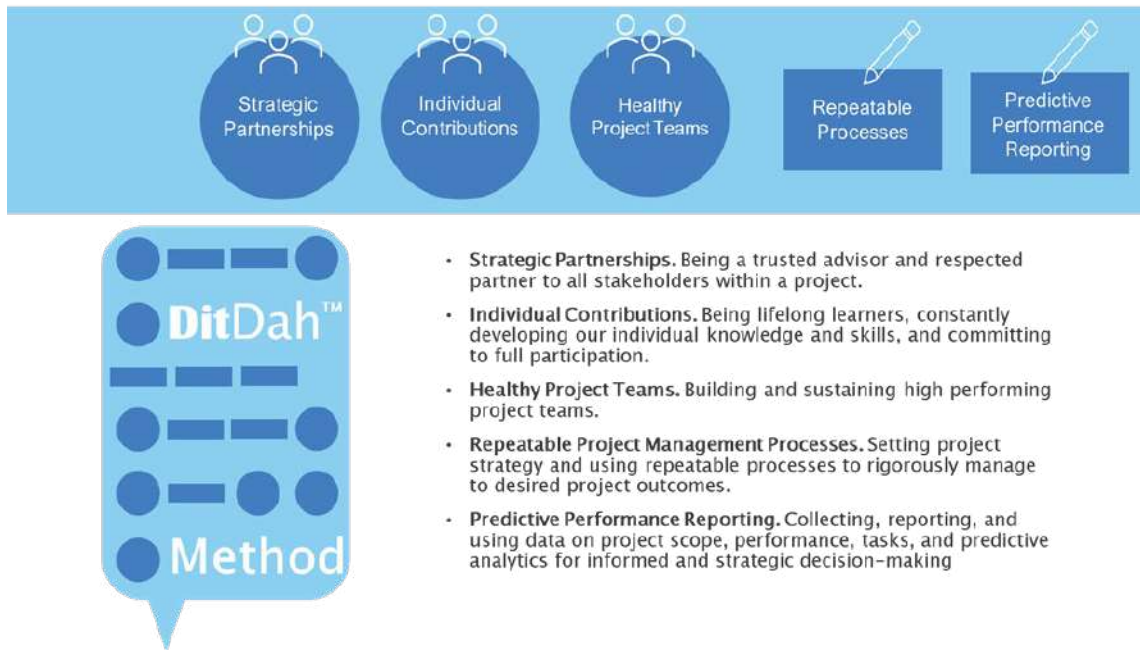 Strategic
Partnerships
Individual
Contributions
Healthy
Project Teams
Repeatable
Processes
Predictive
Performance
Reporting
DitDah™
Method
• Strategic Partnerships. Being a trusted advisor and respected
partner to all stakeholders within a project.
• Individual Contributions. Being lifelong learners, constantly
developing our individual knowledge and skills, and committing
to full participation.
• Healthy Project Teams. Building and sustaining high performing
project teams.
• Repeatable Project Management Processes. Setting project
strategy and using repeatable processes to rigorously manage
to desired project outcomes.
• Predictive Performance Reporting. Collecting, reporting, and
using data on project scope, performance, tasks, and predictive
analytics for informed and strategic decision-making